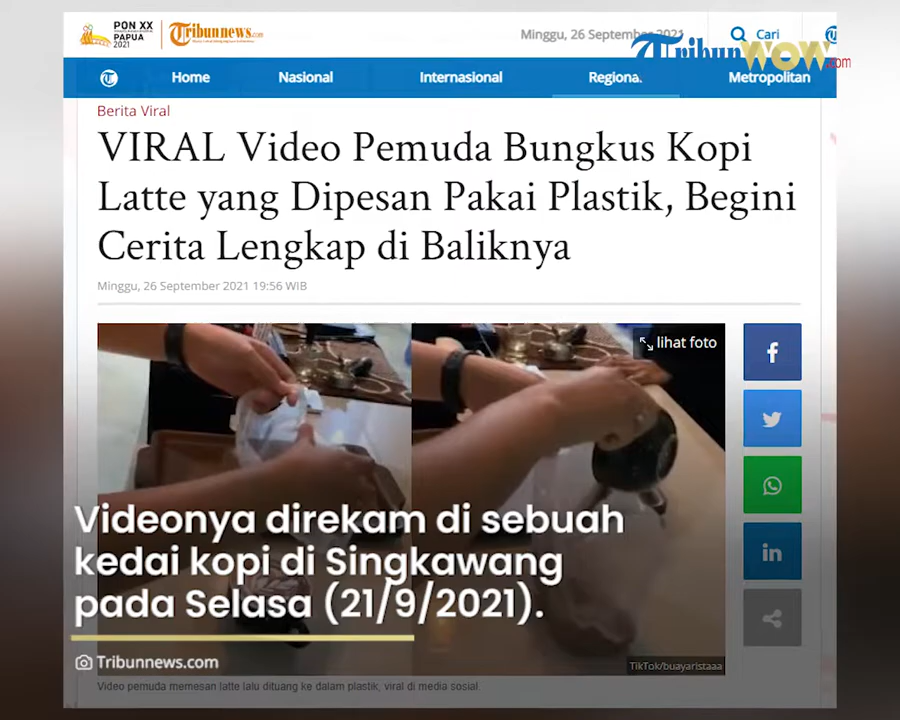 PON XX
PAPUA
2021
Tribunnews.com
Minggu, 26 September 2021
Cari
TribunWOW.com
Home
Nasional
Internasional
Regional
Metropolitan
Berita Viral
VIRAL Video Pemuda Bungkus Kopi
Latte yang Dipesan Pakai Plastik, Begini
Cerita Lengkap di Baliknya
Minggu, 26 September 2021 19:56 WIB
lihat foto
Videonya direkam di sebuah
kedai kopi di Singkawang
pada Selasa (21/9/2021).
Tribunnews.com
TikTok/buayaristaaa
Video pemuda memesan latte lalu dituang ke dalam plastik, viral di media sosial.